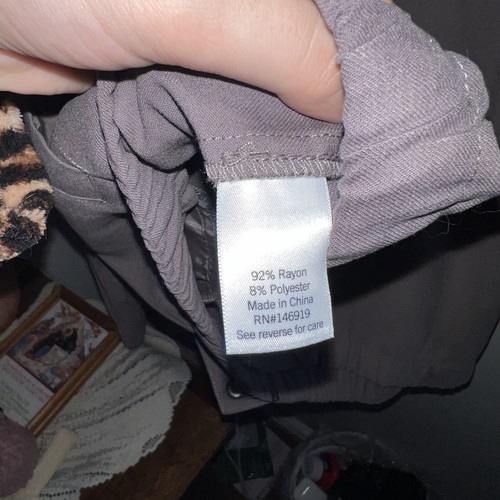 92% Rayon
8% Polyester
Made in China
RN#146919
See reverse for care